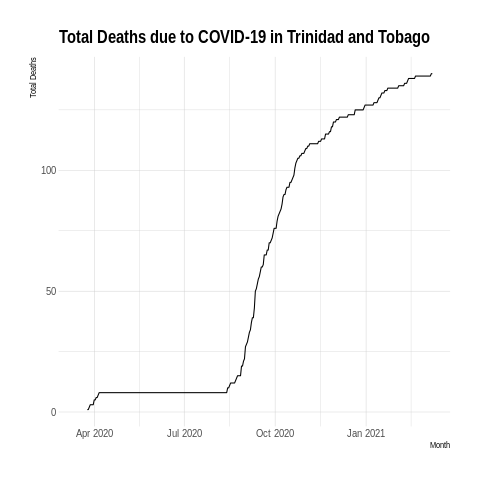 Total Deaths due to COVID-19 in Trinidad and Tobago
Total Deaths
100
50
0
Apr 2020 Jul 2020 Oct 2020 Jan 2021
Month